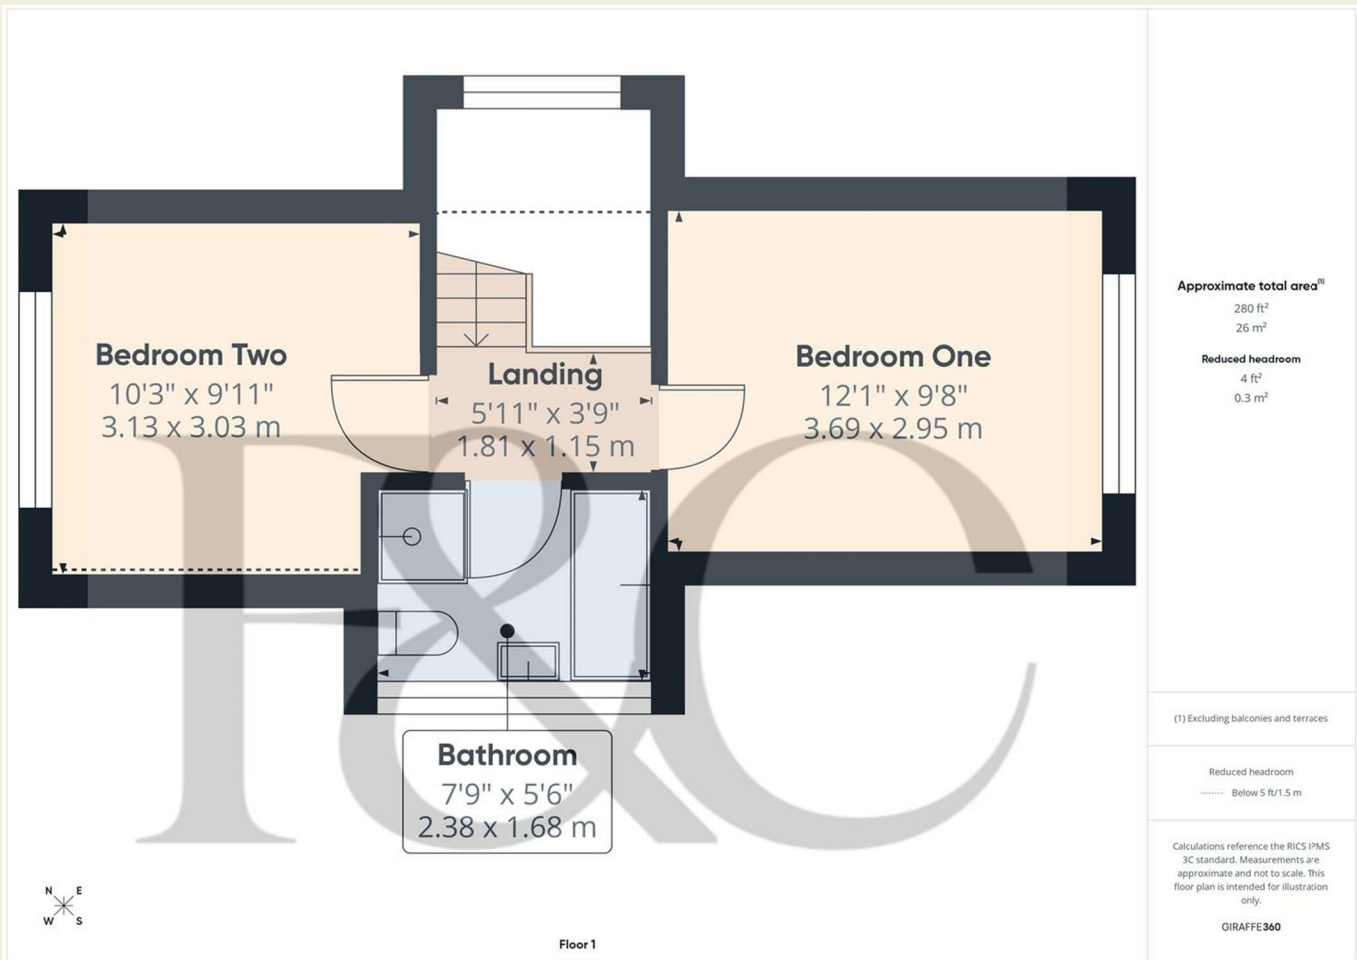 Bedroom Two
10'3" x 9'11"
3.13 x 3.03 m
Landing
5'11" x 3'9"
1.81 x 1.15 m
Bedroom One
12'1" x 9'8"
3.69 x 2.95 m
Bathroom
7'9" x 5'6"
2.38 x 1.68 m
F&C
N E
W S
Floor 1
Approximate total area(1)
280 ft²
26 m²
Reduced headroom
4 ft²
0.3 m²
(1) Excluding balconies and terraces
Reduced headroom
Below 5 ft/1.5 m
Calculations reference the RICS IPMS
3C standard. Measurements are
approximate and not to scale. This
floor plan is intended for illustration
only.
GIRAFFE360